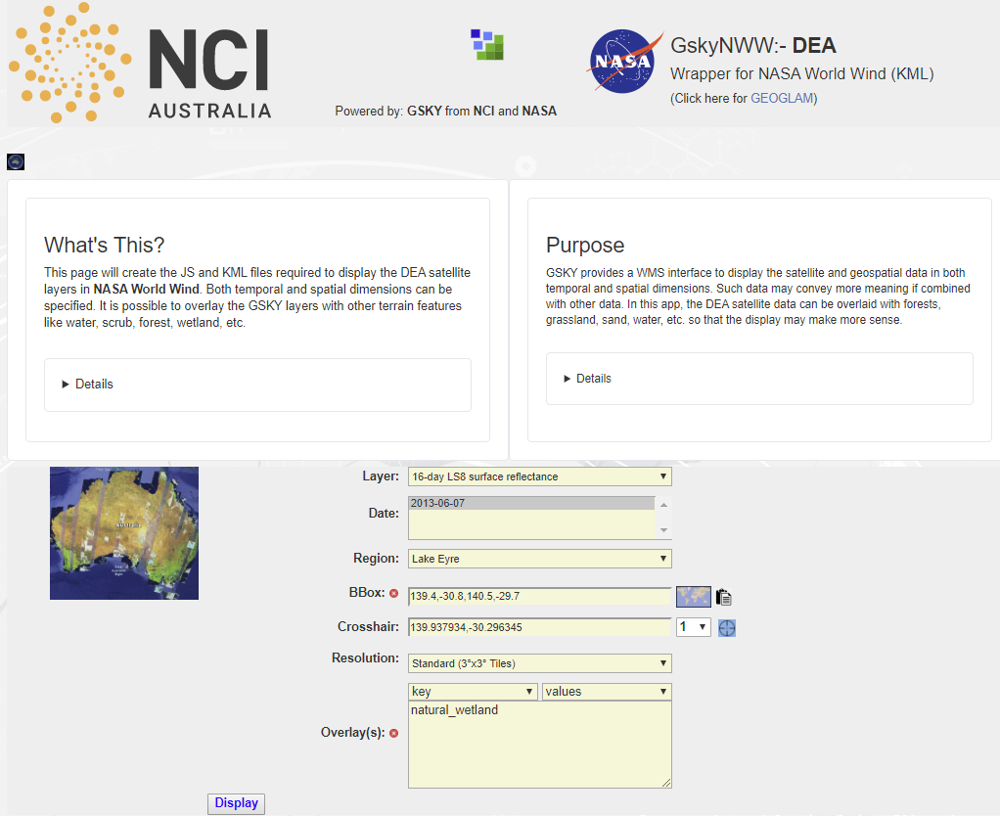 NCI
AUSTRALIA
Powered by: GSKY from NCI and NASA
NASA
GskyNWW:- DEA
Wrapper for NASA World Wind (KML)
(Click here for GEOGLAM)
What's This?
This page will create the JS and KML files required to display the DEA satellite
layers in NASA World Wind. Both temporal and spatial dimensions can be
specified. It is possible to overlay the GSKY layers with other terrain features
like water, scrub, forest, wetland, etc.
Details
Purpose
GSKY provides a WMS interface to display the satellite and geospatial data in both
temporal and spatial dimensions. Such data may convey more meaning if combined
with other data. In this app, the DEA satellite data can be overlaid with forests,
grassland, sand, water, etc. so that the display may make more sense.
Details
Australia
Layer: 16-day LS8 surface reflectance
Date: 2013-06-07
Region: Lake Eyre
BBox: 139.4,-30.8,140.5,-29.7
Crosshair: 139.937934,-30.296345 1
Resolution: Standard (3°x3° Tiles)
key values
Overlay(s): natural_wetland
Display